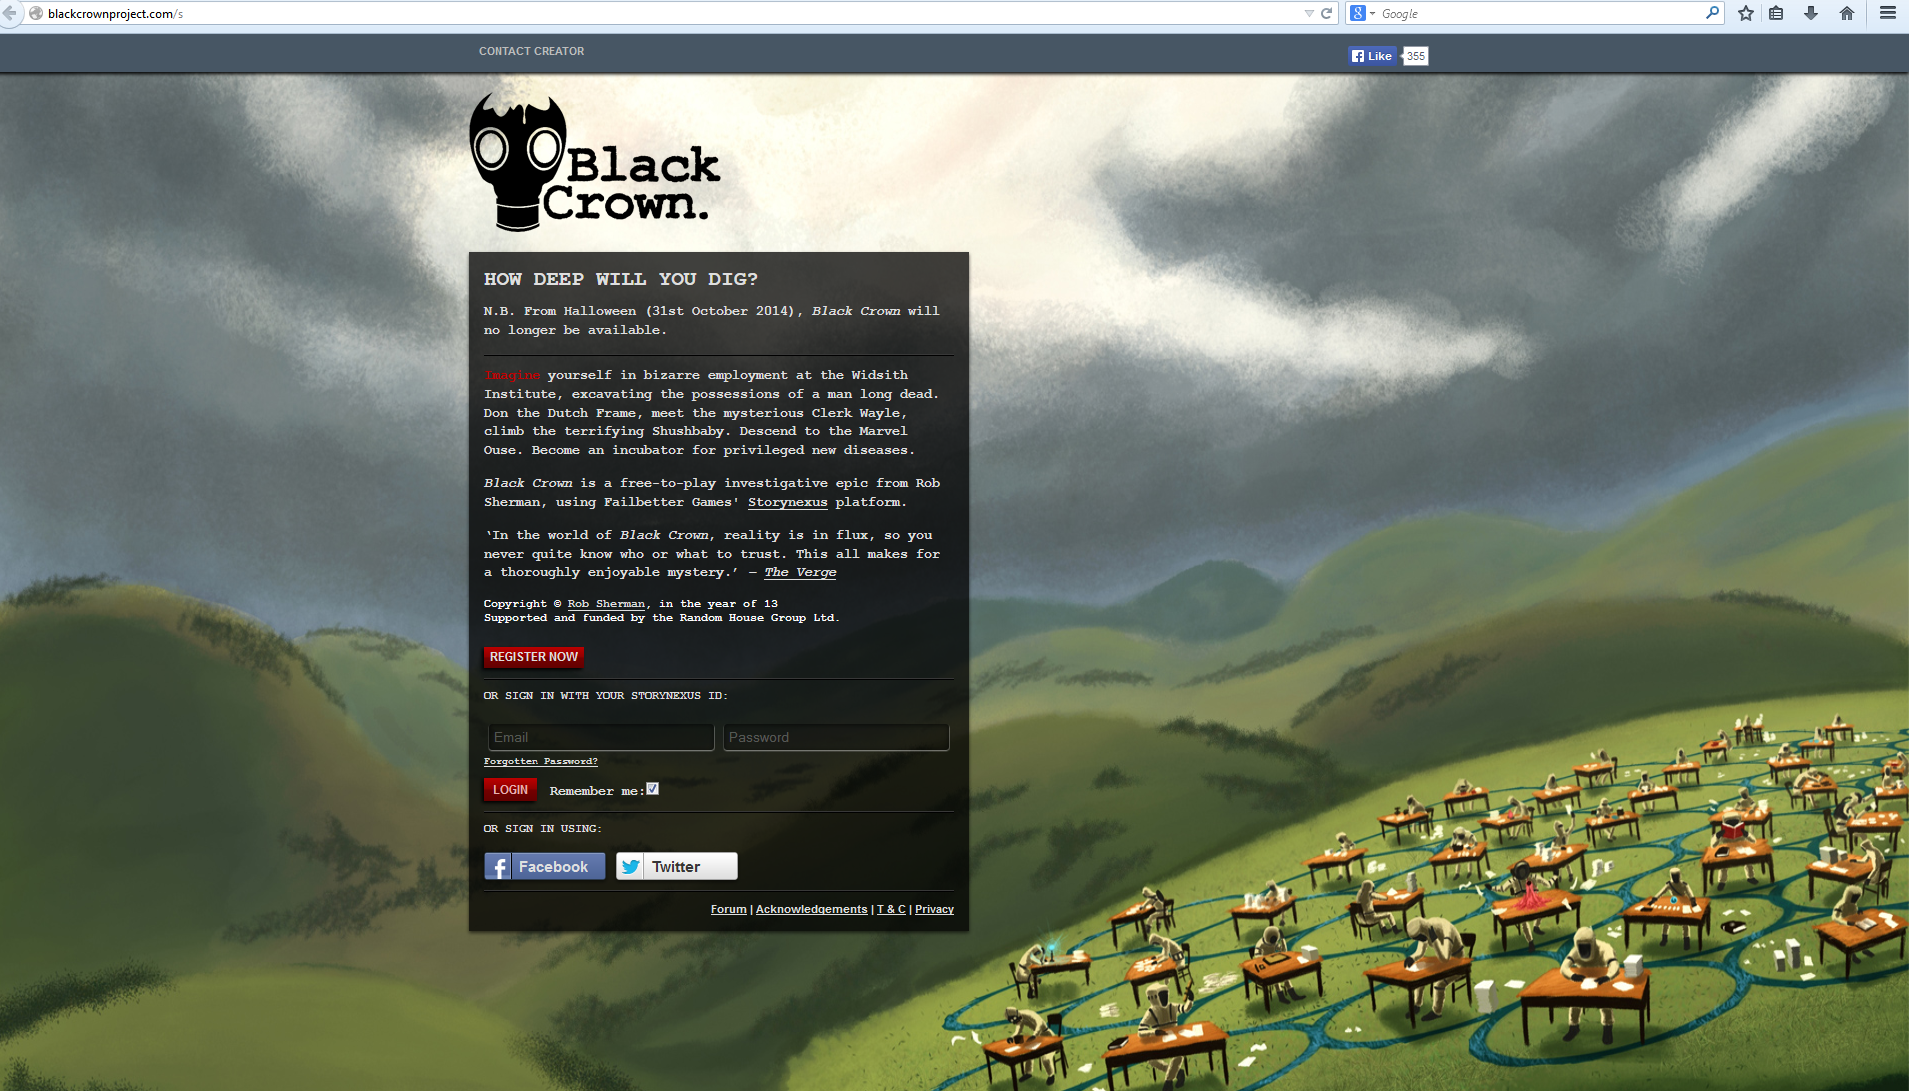 blackcrownproject.com/s
Google
CONTACT CREATOR
Like
355
Black
Crown.
HOW DEEP WILL YOU DIG?
N.B. From Halloween (31st October 2014), Black Crown will
no longer be available.
Imagine yourself in bizarre employment at the Widsith
Institute, excavating the possessions of a man long dead.
Don the Dutch Frame, meet the mysterious Clerk Wayle,
climb the terrifying Shushbaby. Descend to the Marvel
Ouse. Become an incubator for privileged new diseases.
Black Crown is a free-to-play investigative epic from Rob
Sherman, using Failbetter Games' Storynexus platform.
‘In the world of Black Crown, reality is in flux, so you
never quite know who or what to trust. This all makes for
a thoroughly enjoyable mystery.’ — The Verge
Copyright © Rob Sherman, in the year of 13
Supported and funded by the Random House Group Ltd.
REGISTER NOW
OR SIGN IN WITH YOUR STORYNEXUS ID:
Email Password
Forgotten Password?
LOGIN Remember me:
OR SIGN IN USING:
Facebook Twitter
Forum | Acknowledgements | T & C | Privacy